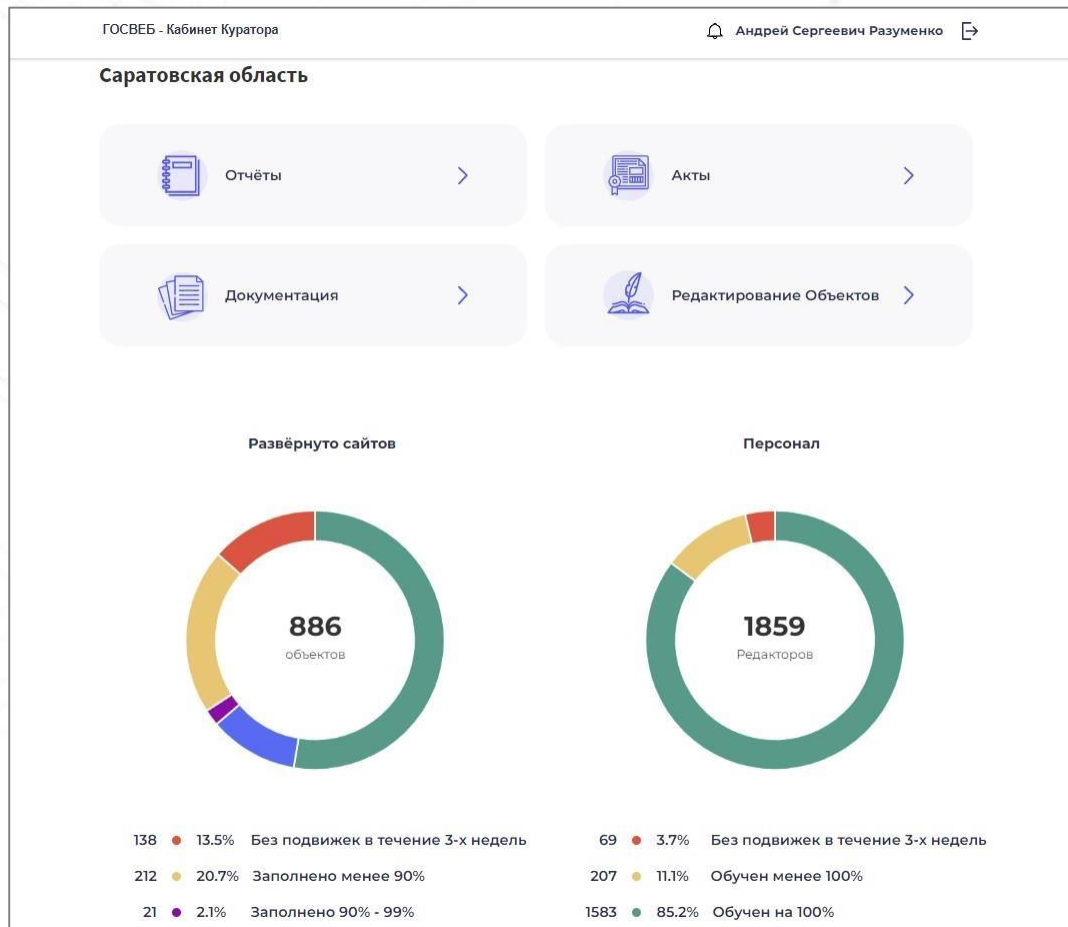 ГОСВЕБ - Кабинет Куратора
Андрей Сергеевич Разуменко
Саратовская область
Отчёты
Акты
Документация
Редактирование Объектов
Развёрнуто сайтов
886
объектов
138 13.5% Без подвижек в течение 3-х недель
212 20.7% Заполнено менее 90%
21 2.1% Заполнено 90% - 99%
Персонал
1859
Редакторов
69 3.7% Без подвижек в течение 3-х недель
207 11.1% Обучен менее 100%
1583 85.2% Обучен на 100%